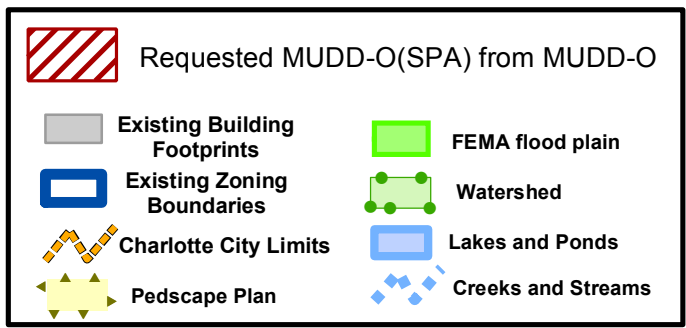 Requested MUDD-O(SPA) from MUDD-O
Existing Building
Footprints
Existing Zoning
Boundaries
Charlotte City Limits
Pedscape Plan
FEMA flood plain
Watershed
Lakes and Ponds
Creeks and Streams